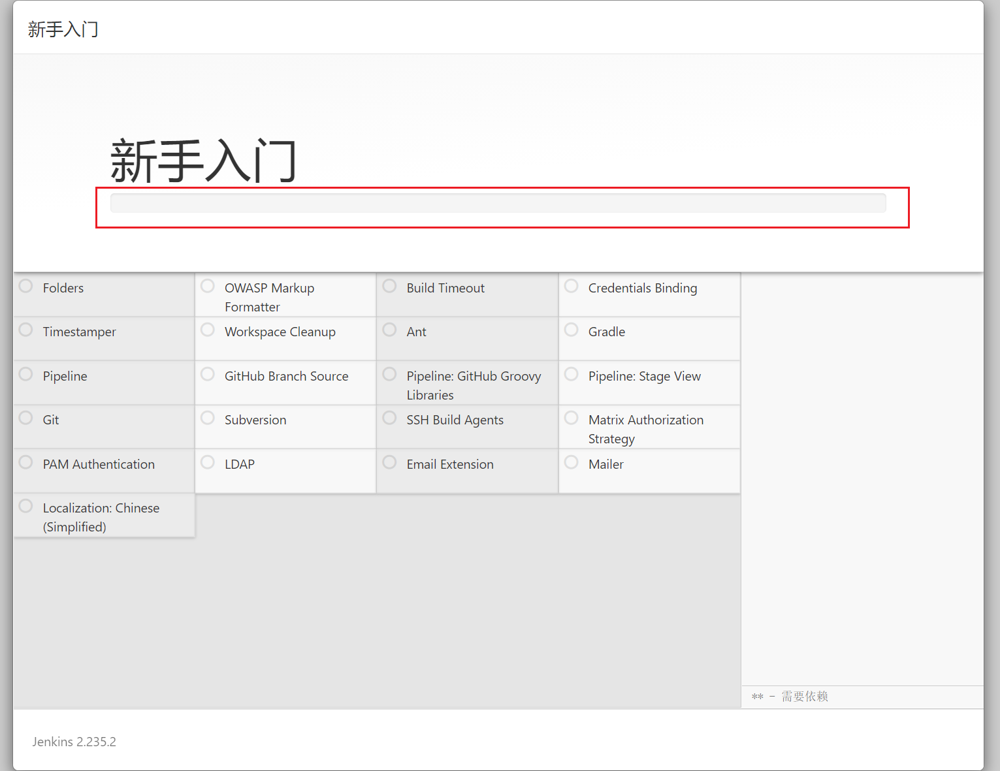 新手入门
新手入门
Folders
OWASP Markup
Formatter
Build Timeout
Credentials Binding
Timestamper
Workspace Cleanup
Ant
Gradle
Pipeline
GitHub Branch Source
Pipeline: GitHub Groovy
Libraries
Pipeline: Stage View
Git
Subversion
SSH Build Agents
Matrix Authorization
Strategy
PAM Authentication
LDAP
Email Extension
Mailer
Localization: Chinese
(Simplified)
** - 需要依赖
Jenkins 2.235.2